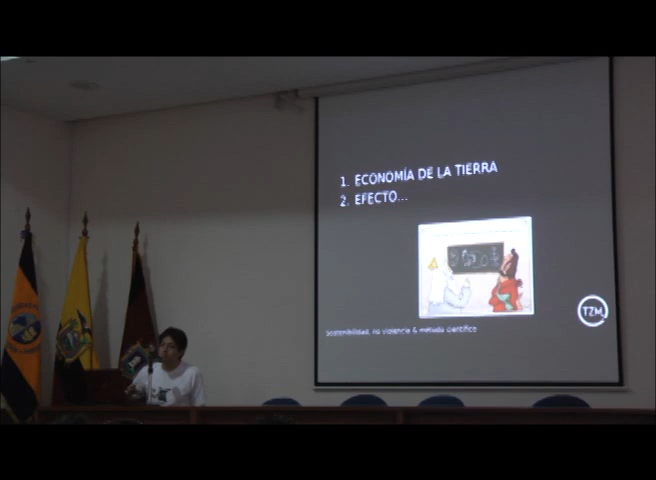 1. ECONOMÍA DE LA TIERRA
2. EFECTO...
TZM
Sostenibilidad, no violencia & método científico